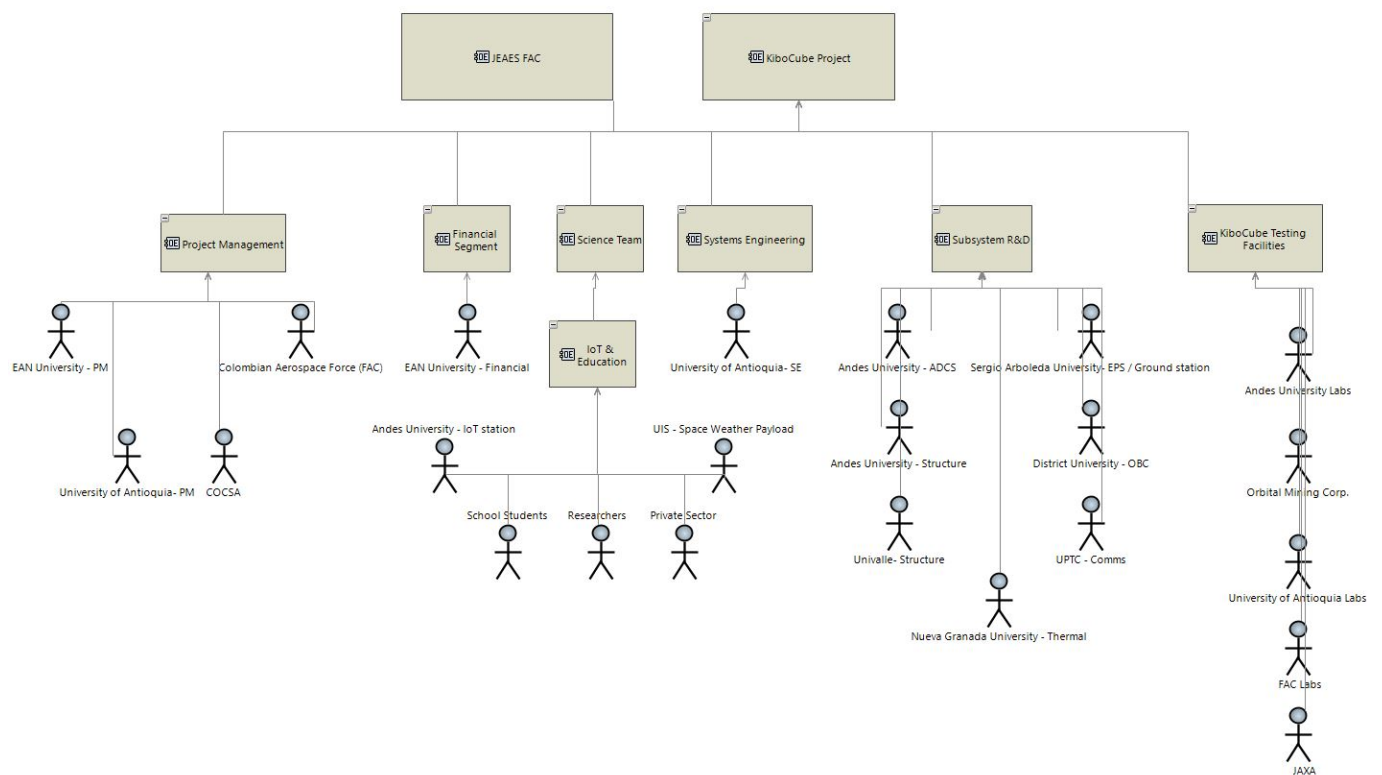 JEAES FAC
KiboCube Project
Project Management
Financial
Segment
Science Team
Systems Engineering
Subsystem R&D
KiboCube Testing
Facilities
EAN University - PM
Colombian Aerospace Force (FAC)
University of Antioquia- PM
COCSA
EAN University - Financial
IoT &
Education
Andes University - IoT station
UIS - Space Weather Payload
School Students
Researchers
Private Sector
University of Antioquia- SE
Andes University - ADCS
Sergio Arboleda University- EPS / Ground station
Andes University - Structure
District University - OBC
Univalle- Structure
UPTC - Comms
Nueva Granada University - Thermal
Andes University Labs
Orbital Mining Corp.
University of Antioquia Labs
FAC Labs
JAXA